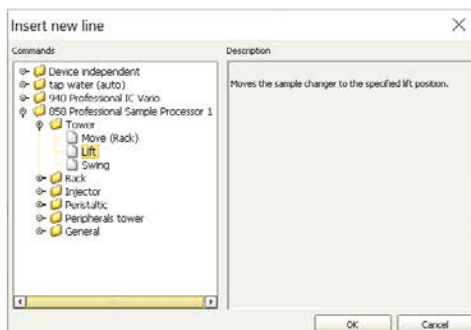 Insert new line
Commands
Description
Device independent
tap water (auto)
940 Professional IC Vario
858 Professional Sample Processor 1
Tower
Move (Rack)
Lift
Swing
Rack
Injector
Peristaltic
Peripherals tower
General
Moves the sample changer to the specified lift position.
OK
Cancel